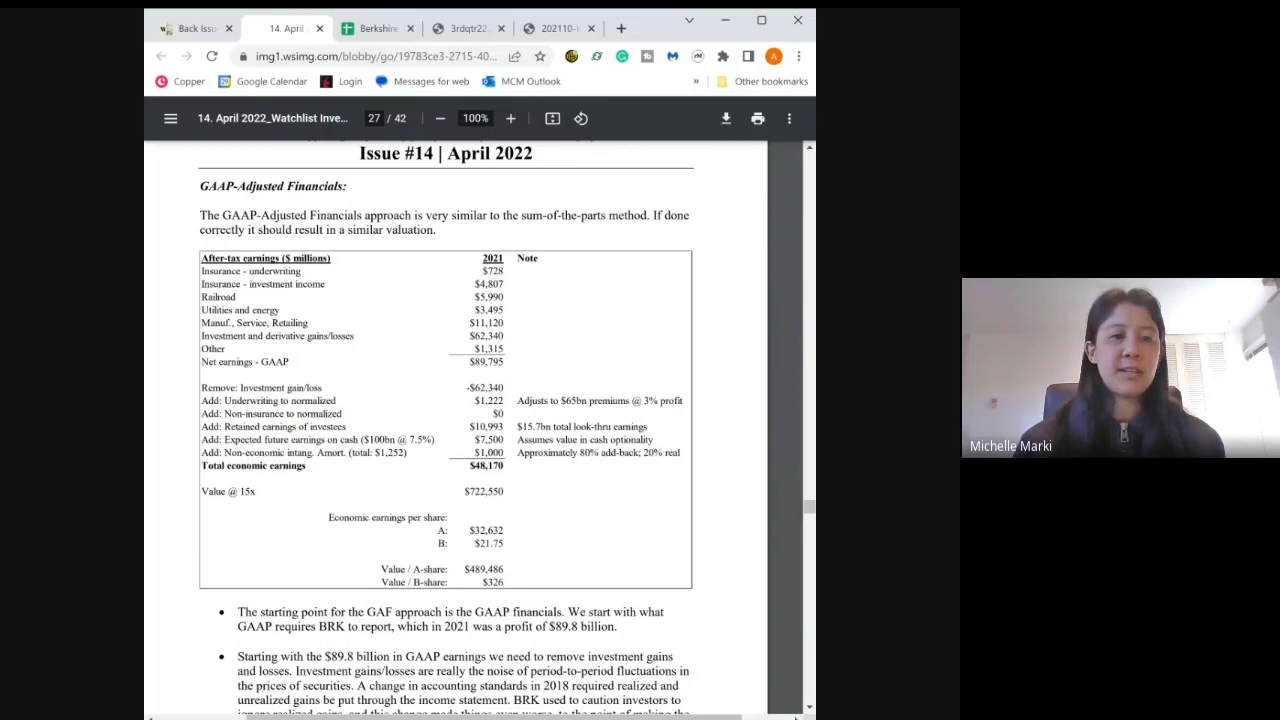 Back Issu
14. April
Berkshire
3rdqtr22
202110-
img1.wsimg.com/blobby/go/19783ce3-2715-40...
Copper
Google Calendar
Login
Messages for web
MCM Outlook
»
Other bookmarks
14. April 2022_Watchlist Inve...
27 / 42
100%
Issue #14 | April 2022
GAAP-Adjusted Financials:
The GAAP-Adjusted Financials approach is very similar to the sum-of-the-parts method. If done
correctly it should result in a similar valuation.
After-tax earnings ($ millions) 2021 Note
Insurance - underwriting $728
Insurance - investment income $4,807
Railroad $5,990
Utilities and energy $3,495
Manuf., Service, Retailing $11,120
Investment and derivative gains/losses $62,340
Other $1,315
Net earnings - GAAP $89,795
Remove: Investment gain/loss -$62,340
Add: Underwriting to normalized $1,222 Adjusts to $65bn premiums @ 3% profit
Add: Non-insurance to normalized $0
Add: Retained earnings of investees $10,993 $15.7bn total look-thru earnings
Add: Expected future earnings on cash ($100bn @ 7.5%) $7,500 Assumes value in cash optionality
Add: Non-economic intang. Amort. (total: $1,252) $1,000 Approximately 80% add-back; 20% real
Total economic earnings $48,170
Value @ 15x $722,550
Economic earnings per share:
A: $32,632
B: $21.75
Value / A-share: $489,486
Value / B-share: $326
• The starting point for the GAF approach is the GAAP financials. We start with what
GAAP requires BRK to report, which in 2021 was a profit of $89.8 billion.
• Starting with the $89.8 billion in GAAP earnings we need to remove investment gains
and losses. Investment gains/losses are really the noise of period-to-period fluctuations in
the prices of securities. A change in accounting standards in 2018 required realized and
unrealized gains be put through the income statement. BRK used to caution investors to
Michelle Marki